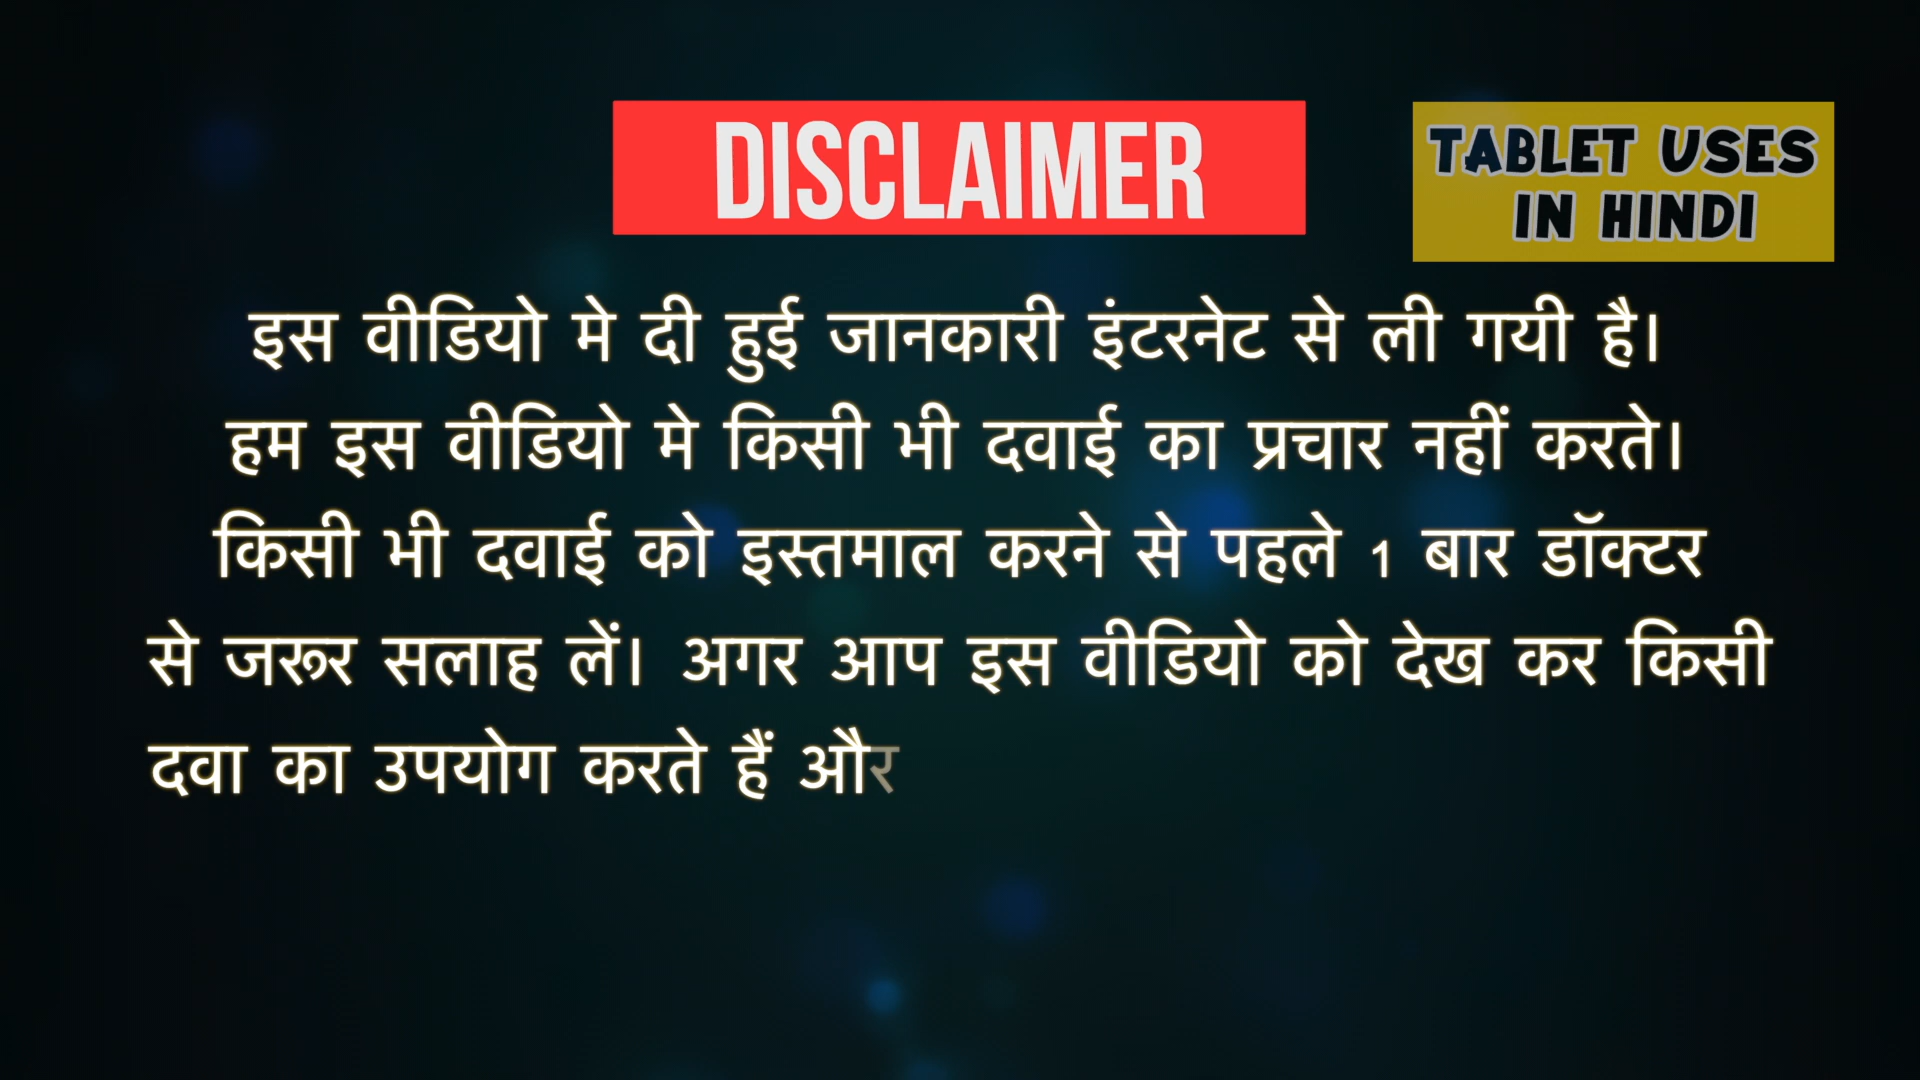 DISCLAIMER
TABLET USES
IN HINDI
इस वीडियो मे दी हुई जानकारी इंटरनेट से ली गयी है।
हम इस वीडियो मे किसी भी दवाई का प्रचार नहीं करते।
किसी भी दवाई को इस्तमाल करने से पहले 1 बार डॉक्टर
से जरूर सलाह लें। अगर आप इस वीडियो को देख कर किसी
दवा का उपयोग करते हैं और